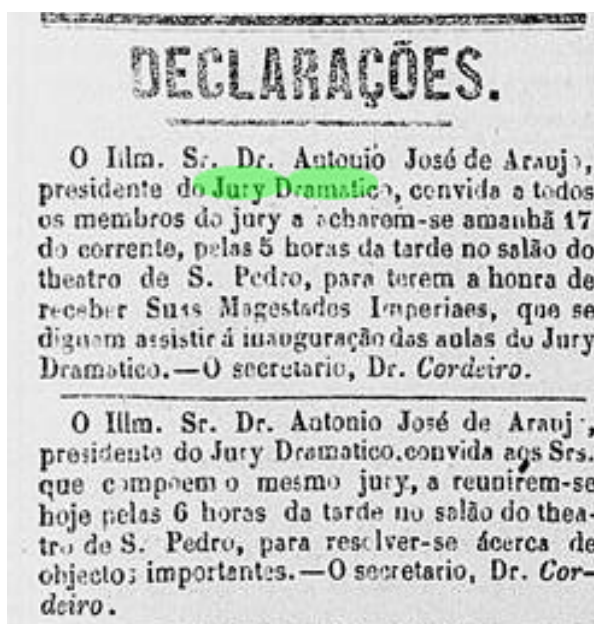 DECLARAÇÕES.
O Illm. Sr. Dr. Antonio José de Araujo,
presidente do Jury Dramatico, convida a todos
os membros do jury a acharem-se amanhã 17
do corrente, pelas 5 horas da tarde no salão do
theatro de S. Pedro, para terem a honra de
receber Suas Magestades Imperiaes, que se
dignam assistir á inauguração das aulas do Jury
Dramatico.—O secretario, Dr. Cordeiro.
O Illm. Sr. Dr. Antonio José de Araujo,
presidente do Jury Dramatico, convida aos Srs.
que compoem o mesmo jury, a reunirem-se
hoje pelas 6 horas da tarde no salão do thea-
tro de S. Pedro, para resolver-se ácerca de
objectos importantes.—O secretario, Dr. Cor-
deiro.